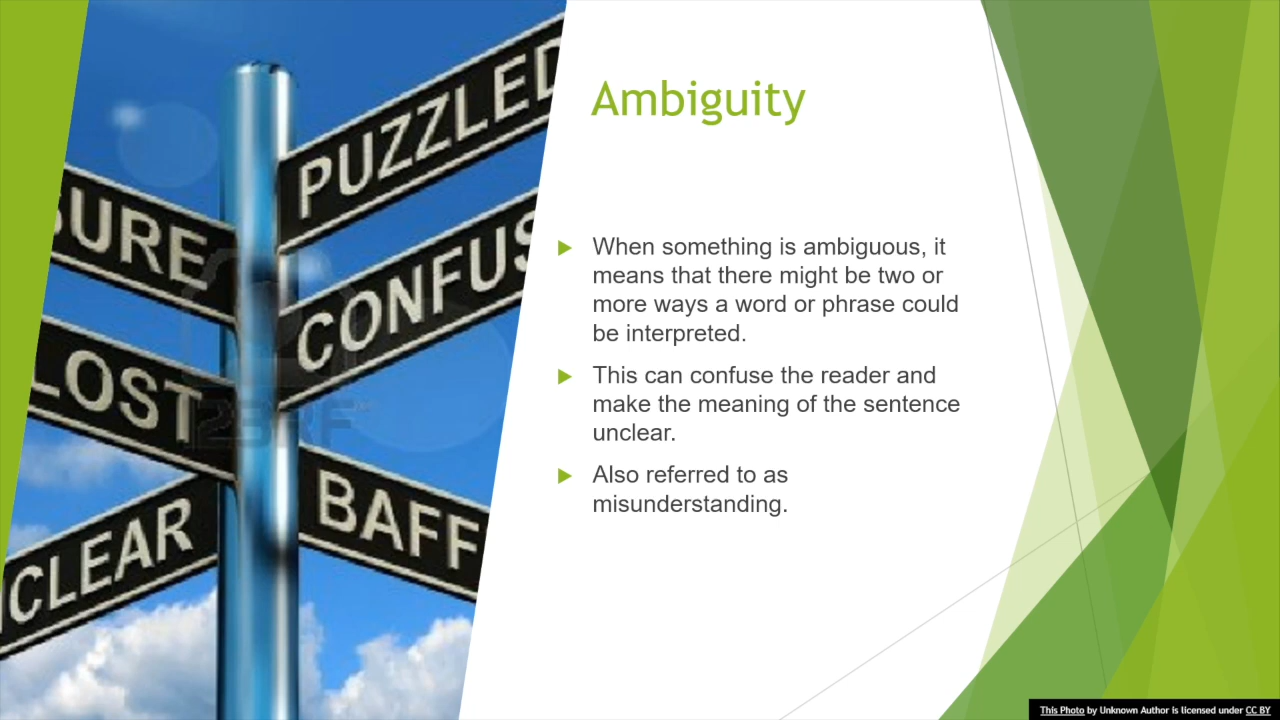 Ambiguity
PUZZLED
SURE
CONFUS
LOST
BAFF
CLEAR
When something is ambiguous, it
means that there might be two or
more ways a word or phrase could
be interpreted.
This can confuse the reader and
make the meaning of the sentence
unclear.
Also referred to as
misunderstanding.
This Photo by Unknown Author is licensed under CC BY